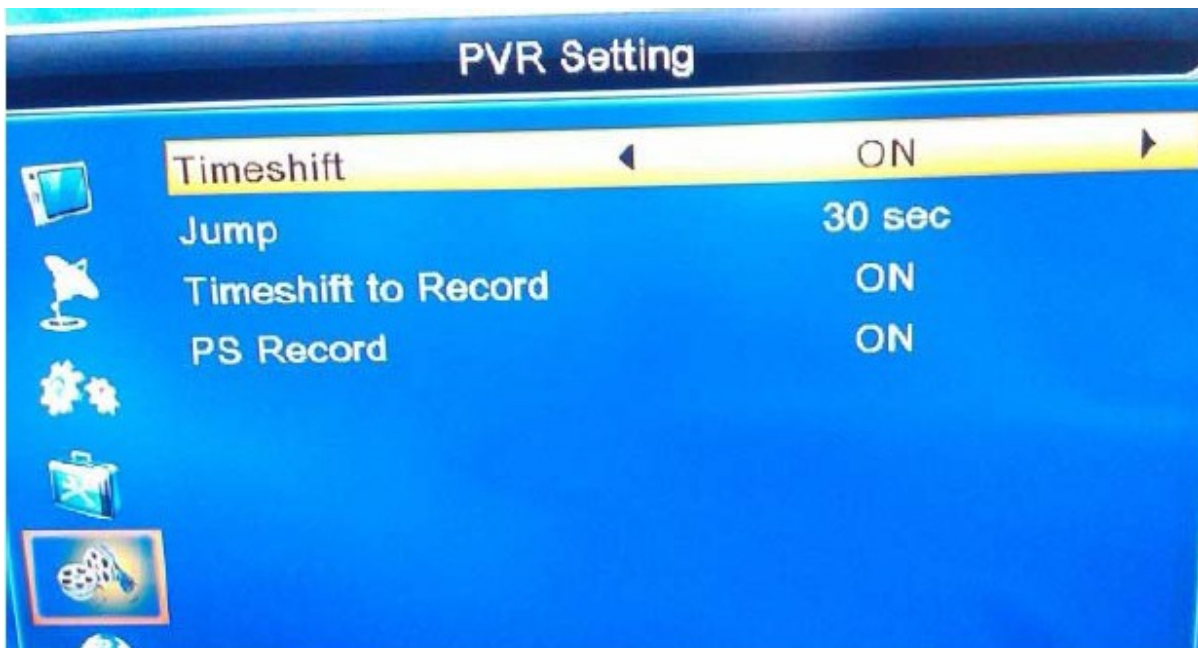 PVR Setting
Timeshift ON
Jump 30 sec
Timeshift to Record ON
PS Record ON